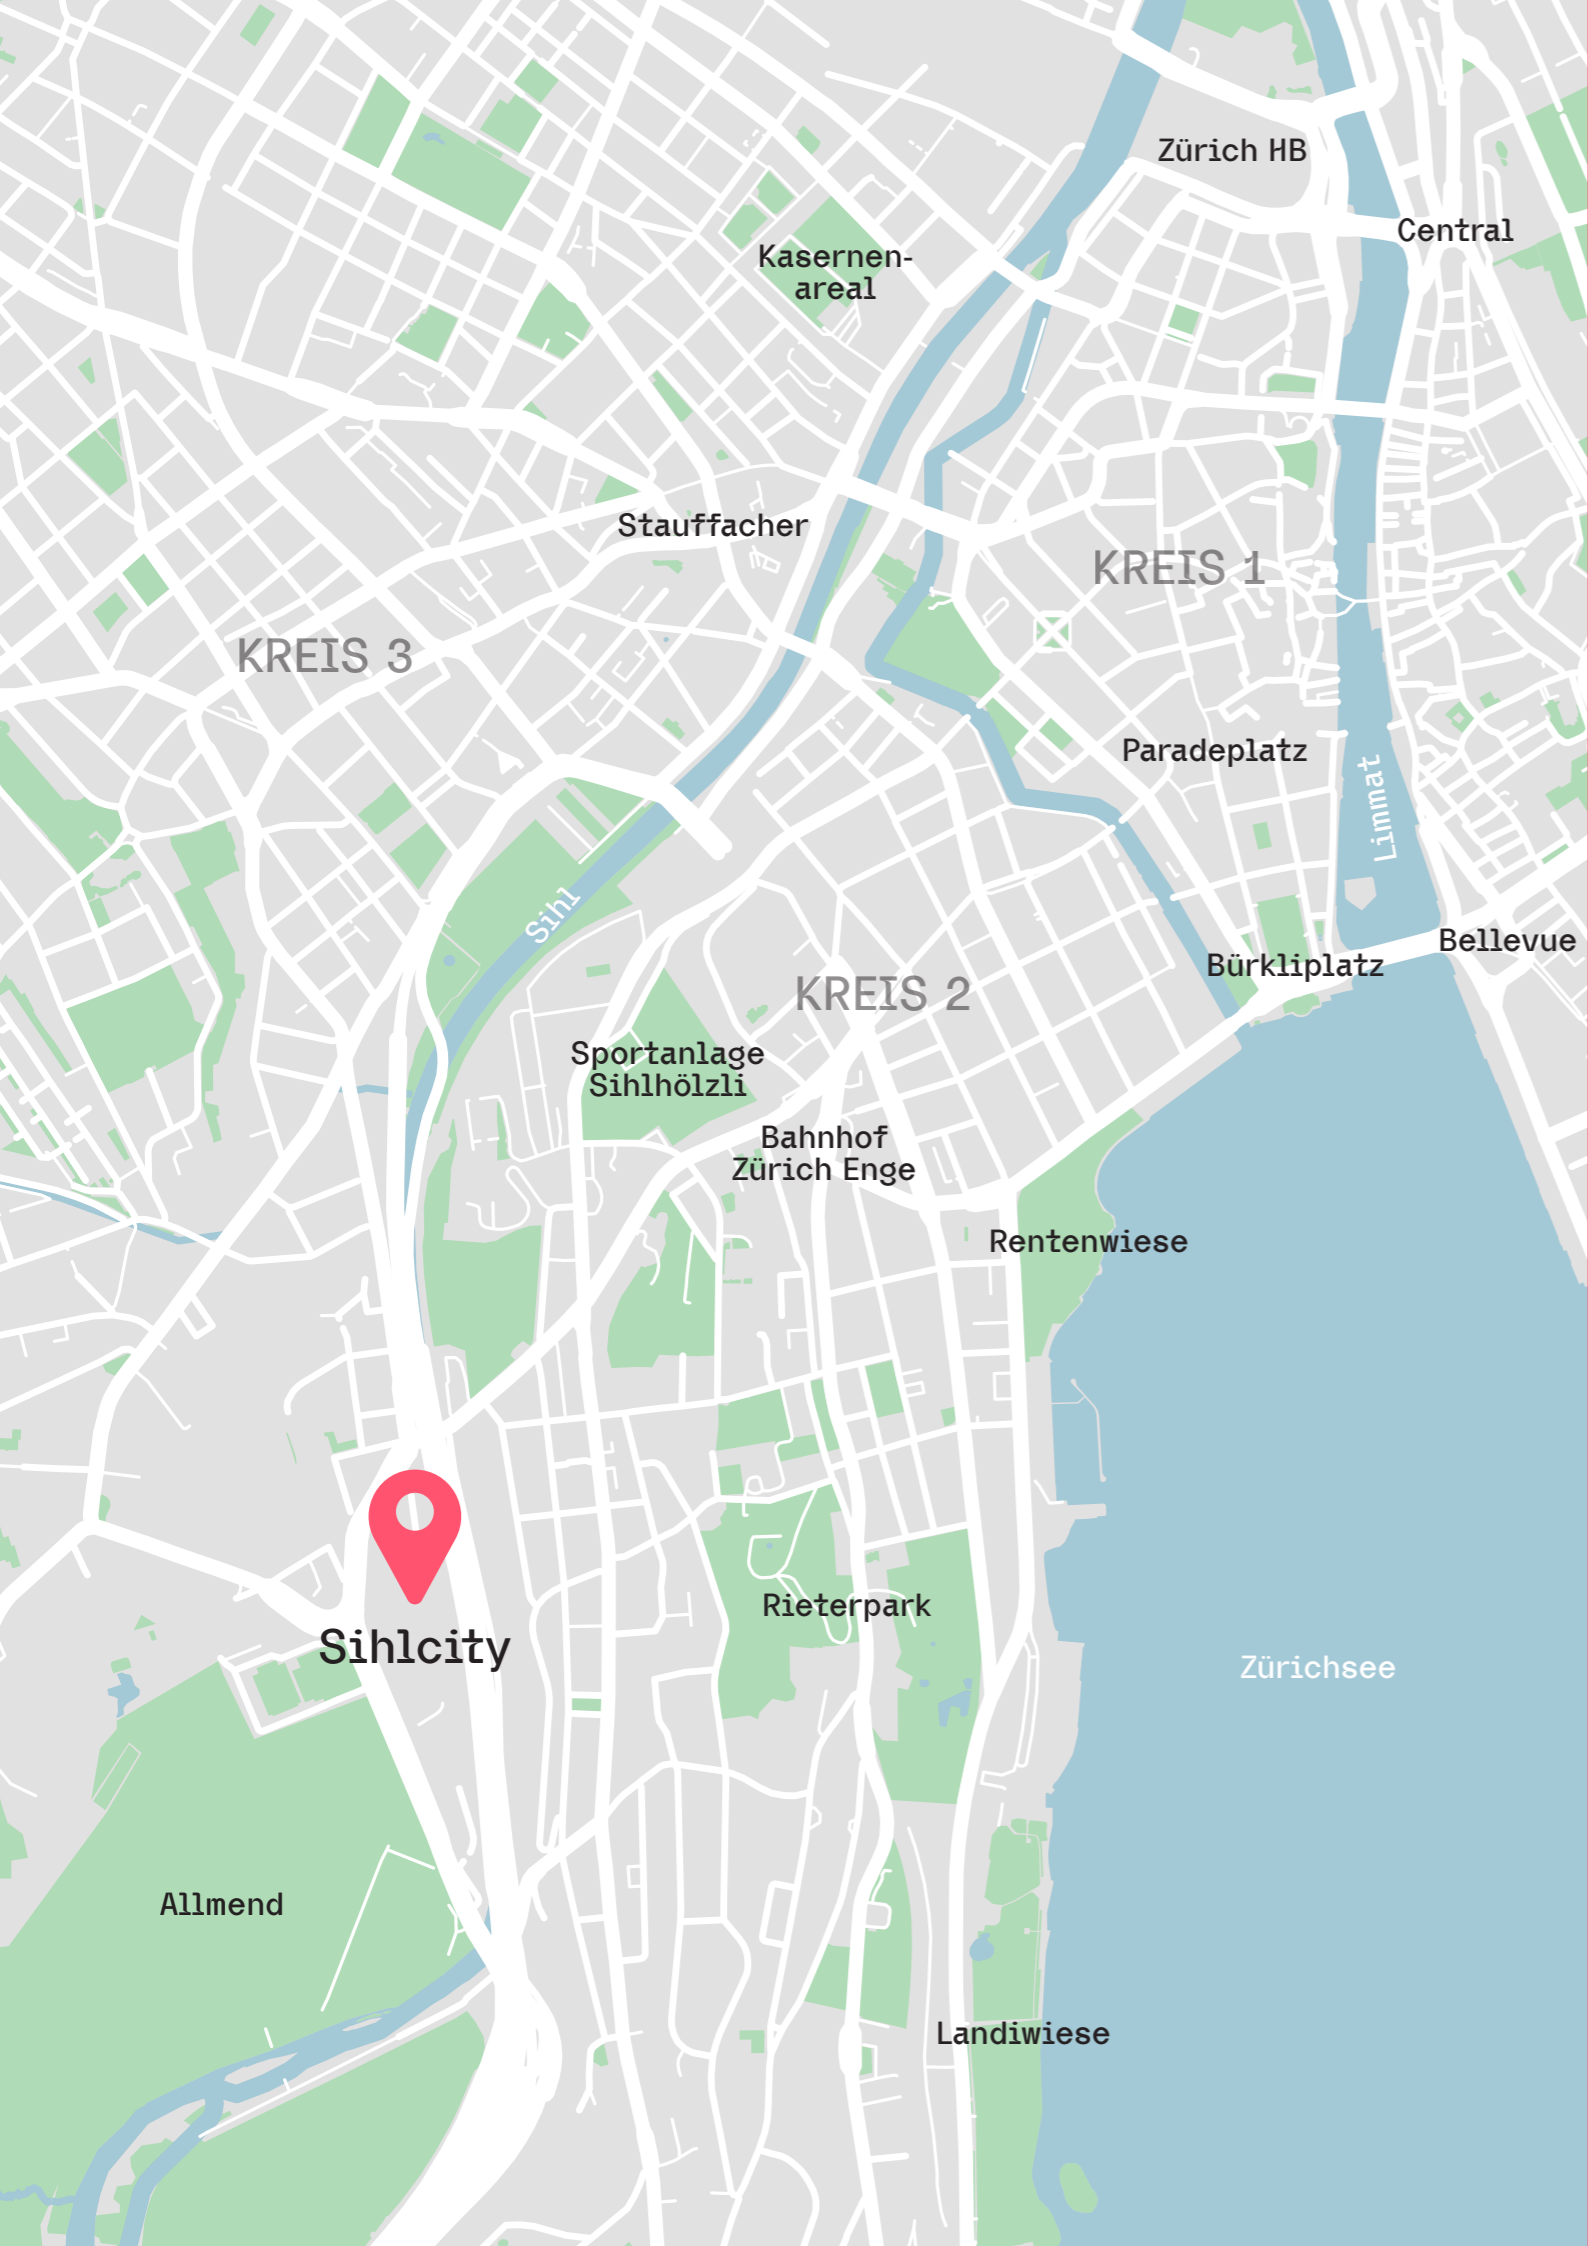 Zürich HB
Central
Kasernen-
areal
Stauffacher
KREIS 1
KREIS 3
Paradeplatz
Limmat
Sihl
Bellevue
Bürkliplatz
KREIS 2
Sportanlage
Sihlhölzli
Bahnhof
Zürich Enge
Rentenwiese
Rieterpark
Sihlcity
Zürichsee
Allmend
Landiwiese